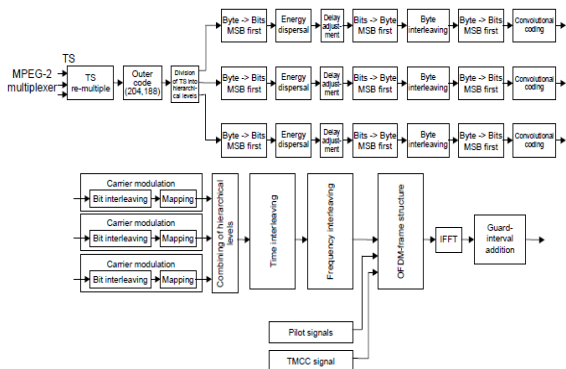 TS
MPEG-2
multiplexer
TS
re-multiple
Outer
code
(204,188)
Division
of TS into
hierarchi-
cal levels
Byte -> Bits
MSB first
Energy
dispersal
Delay
adjust-
ment
Bits -> Byte
MSB first
Byte
interleaving
Byte -> Bits
MSB first
Convolutional
coding
Byte -> Bits
MSB first
Energy
dispersal
Delay
adjust-
ment
Bits -> Byte
MSB first
Byte
interleaving
Byte -> Bits
MSB first
Convolutional
coding
Byte -> Bits
MSB first
Energy
dispersal
Delay
adjust-
ment
Bits -> Byte
MSB first
Byte
interleaving
Byte -> Bits
MSB first
Convolutional
coding
Carrier modulation
Bit interleaving
Mapping
Carrier modulation
Bit interleaving
Mapping
Carrier modulation
Bit interleaving
Mapping
Combining of hierarchical
levels
Time interleaving
Frequency interleaving
OFDM-frame structure
IFFT
Guard-
interval
addition
Pilot signals
TMCC signal